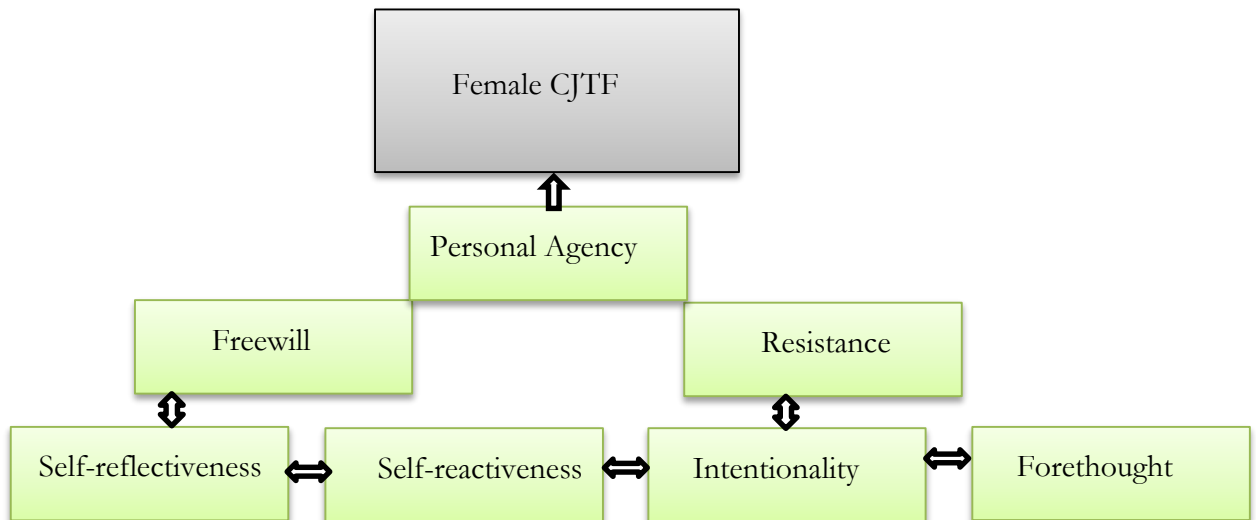 Female CJTF
Personal Agency
Freewill
Resistance
Self-reflectiveness
Self-reactiveness
Intentionality
Forethought